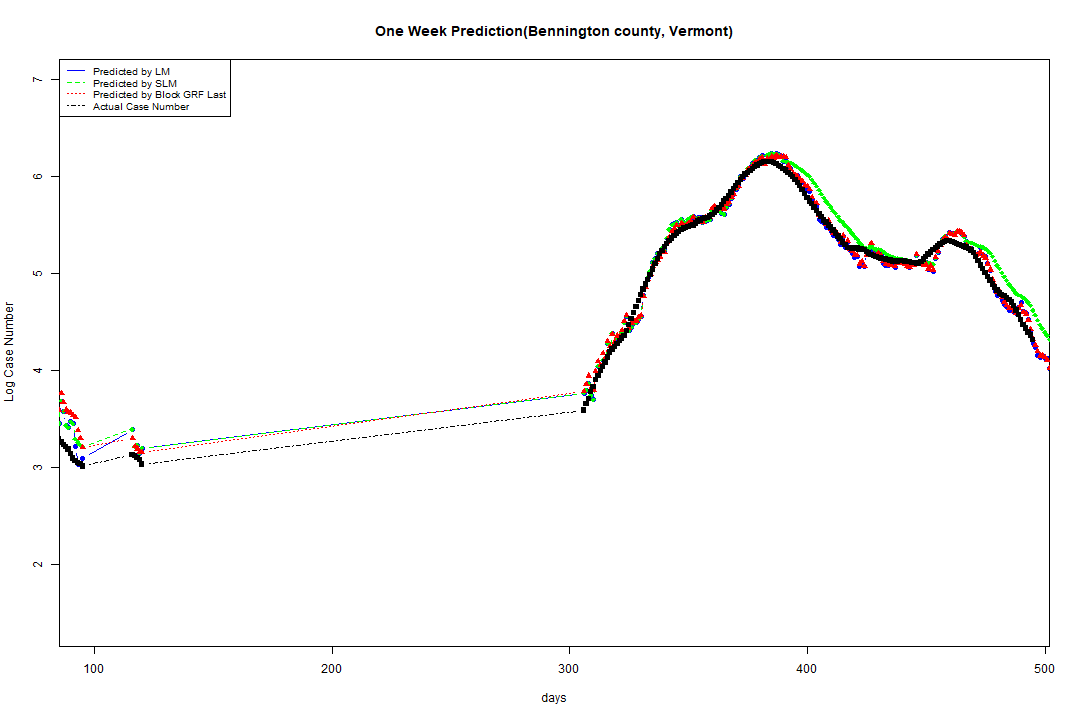 One Week Prediction(Bennington county, Vermont)
Predicted by LM
Predicted by SLM
Predicted by Block GRF Last
Actual Case Number
7
6
5
4
3
2
Log Case Number
100 200 300 400 500
days